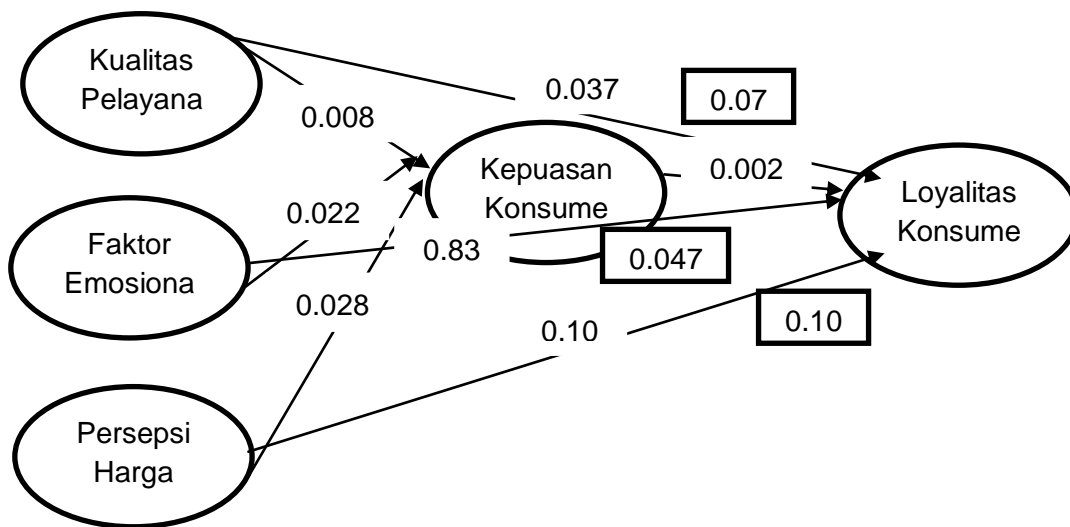 Kualitas
Pelayana
0.037
0.07
0.008
Kepuasan
Konsume
0.002
Loyalitas
Konsume
0.022
Faktor
Emosiona
0.83
0.047
0.028
0.10
0.10
Persepsi
Harga